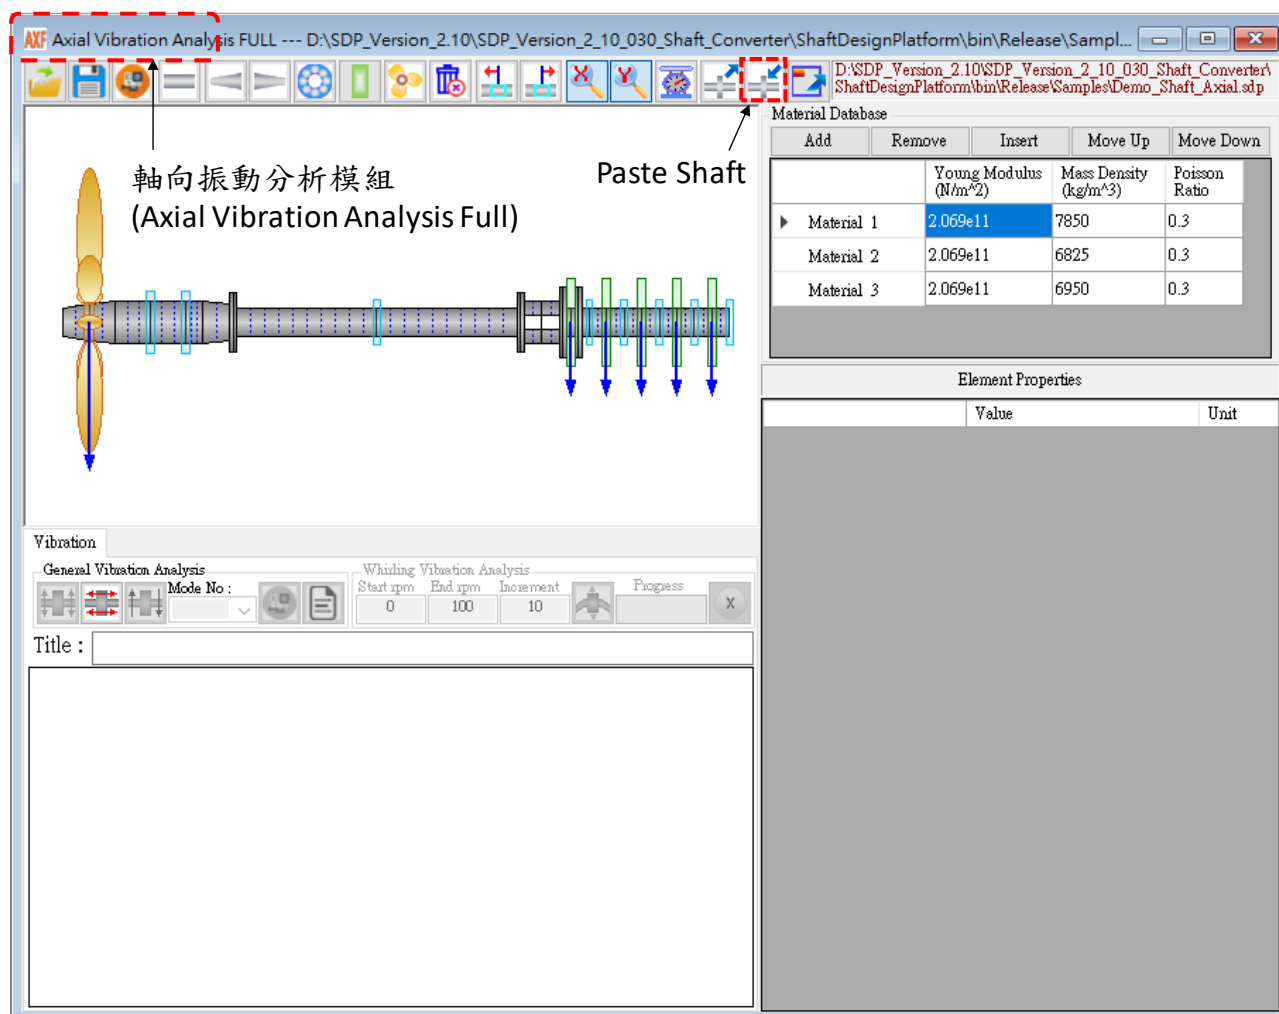 AXF Axial Vibration Analysis FULL --- D:\SDP_Version_2.10\SDP_Version_2_10_030_Shaft_Converter\ShaftDesignPlatform\bin\Release\Sampl...
X Y
D:\SDP_Version_2.10\SDP_Version_2_10_030_Shaft_Converter\
ShaftDesignPlatform\bin\Release\Samples\Demo_Shaft_Axial.sdp
軸向振動分析模組
(Axial Vibration Analysis Full)
Paste Shaft
Material Database
Add Remove Insert Move Up Move Down
Young Modulus (N/m^2) Mass Density (kg/m^3) Poisson Ratio
Material 1 2.069e11 7850 0.3
Material 2 2.069e11 6825 0.3
Material 3 2.069e11 6950 0.3
Element Properties
Value Unit
Vibration
General Vibration Analysis
Mode No :
Whirling Vibration Analysis
Start rpm End rpm Increment Progress
0 100 10 X
Title :